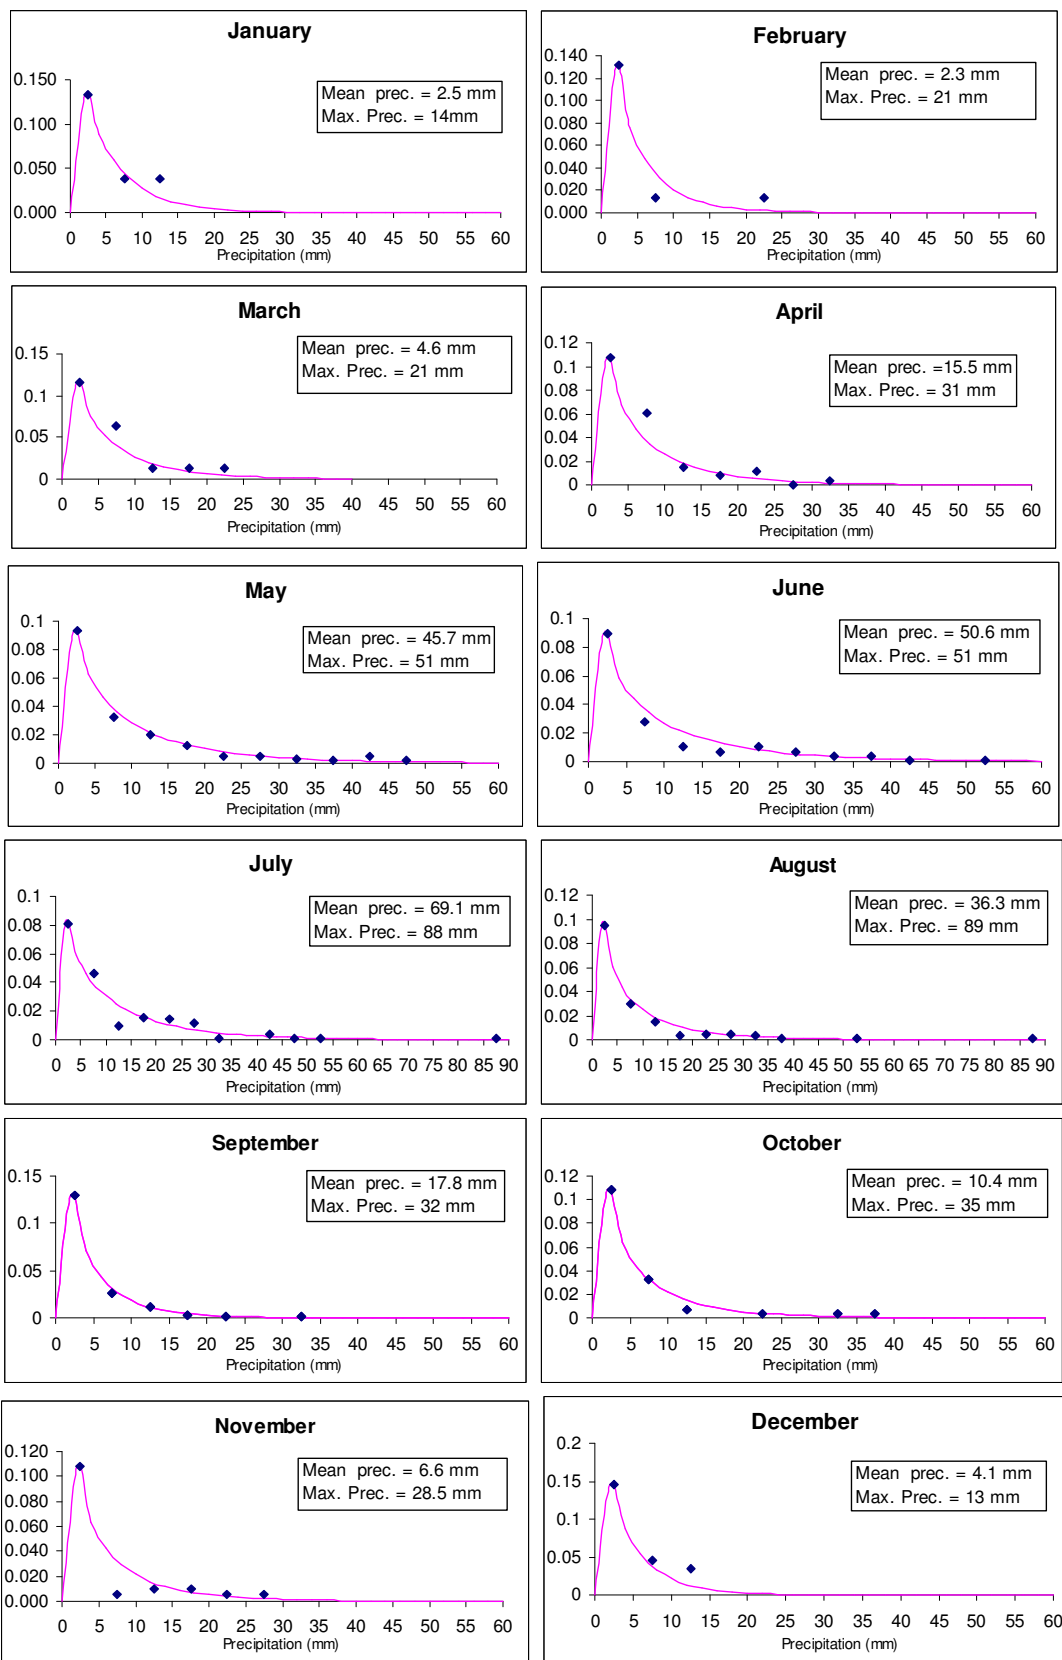 January
Mean prec. = 2.5 mm
Max. Prec. = 14mm
0.150
0.100
0.050
0.000
0 5 10 15 20 25 30 35 40 45 50 55 60
Precipitation (mm)
February
Mean prec. = 2.3 mm
Max. Prec. = 21 mm
0.140
0.120
0.100
0.080
0.060
0.040
0.020
0.000
0 5 10 15 20 25 30 35 40 45 50 55 60
Precipitation (mm)
March
Mean prec. = 4.6 mm
Max. Prec. = 21 mm
0.15
0.1
0.05
0
0 5 10 15 20 25 30 35 40 45 50 55 60
Precipitation (mm)
April
Mean prec. =15.5 mm
Max. Prec. = 31 mm
0.12
0.1
0.08
0.06
0.04
0.02
0
0 5 10 15 20 25 30 35 40 45 50 55 60
Precipitation (mm)
May
Mean prec. = 45.7 mm
Max. Prec. = 51 mm
0.1
0.08
0.06
0.04
0.02
0
0 5 10 15 20 25 30 35 40 45 50 55 60
Precipitation (mm)
June
Mean prec. = 50.6 mm
Max. Prec. = 51 mm
0.1
0.08
0.06
0.04
0.02
0
0 5 10 15 20 25 30 35 40 45 50 55 60
Precipitation (mm)
July
Mean prec. = 69.1 mm
Max. Prec. = 88 mm
0.1
0.08
0.06
0.04
0.02
0
0 5 10 15 20 25 30 35 40 45 50 55 65 70 75 80 85 90
Precipitation (mm)
August
Mean prec. = 36.3 mm
Max. Prec. = 89 mm
0.12
0.1
0.08
0.06
0.04
0.02
0
0 5 10 15 20 25 30 35 40 45 50 55 65 70 75 80 85 90
Precipitation (mm)
September
Mean prec. = 17.8 mm
Max. Prec. = 32 mm
0.15
0.1
0.05
0
0 5 10 15 20 25 30 35 40 45 50 55 60
Precipitation (mm)
October
Mean prec. = 10.4 mm
Max. Prec. = 35 mm
0.12
0.1
0.08
0.06
0.04
0.02
0
0 5 10 15 20 25 30 35 40 45 50 55 60
Precipitation (mm)
November
Mean prec. = 6.6 mm
Max. Prec. = 28.5 mm
0.120
0.100
0.080
0.060
0.040
0.020
0.000
0 5 10 15 20 25 30 35 40 45 50 55 60
Precipitation (mm)
December
Mean prec. = 4.1 mm
Max. Prec. = 13 mm
0.2
0.15
0.1
0.05
0
0 5 10 15 20 25 30 35 40 45 50 55 60
Precipitation (mm)